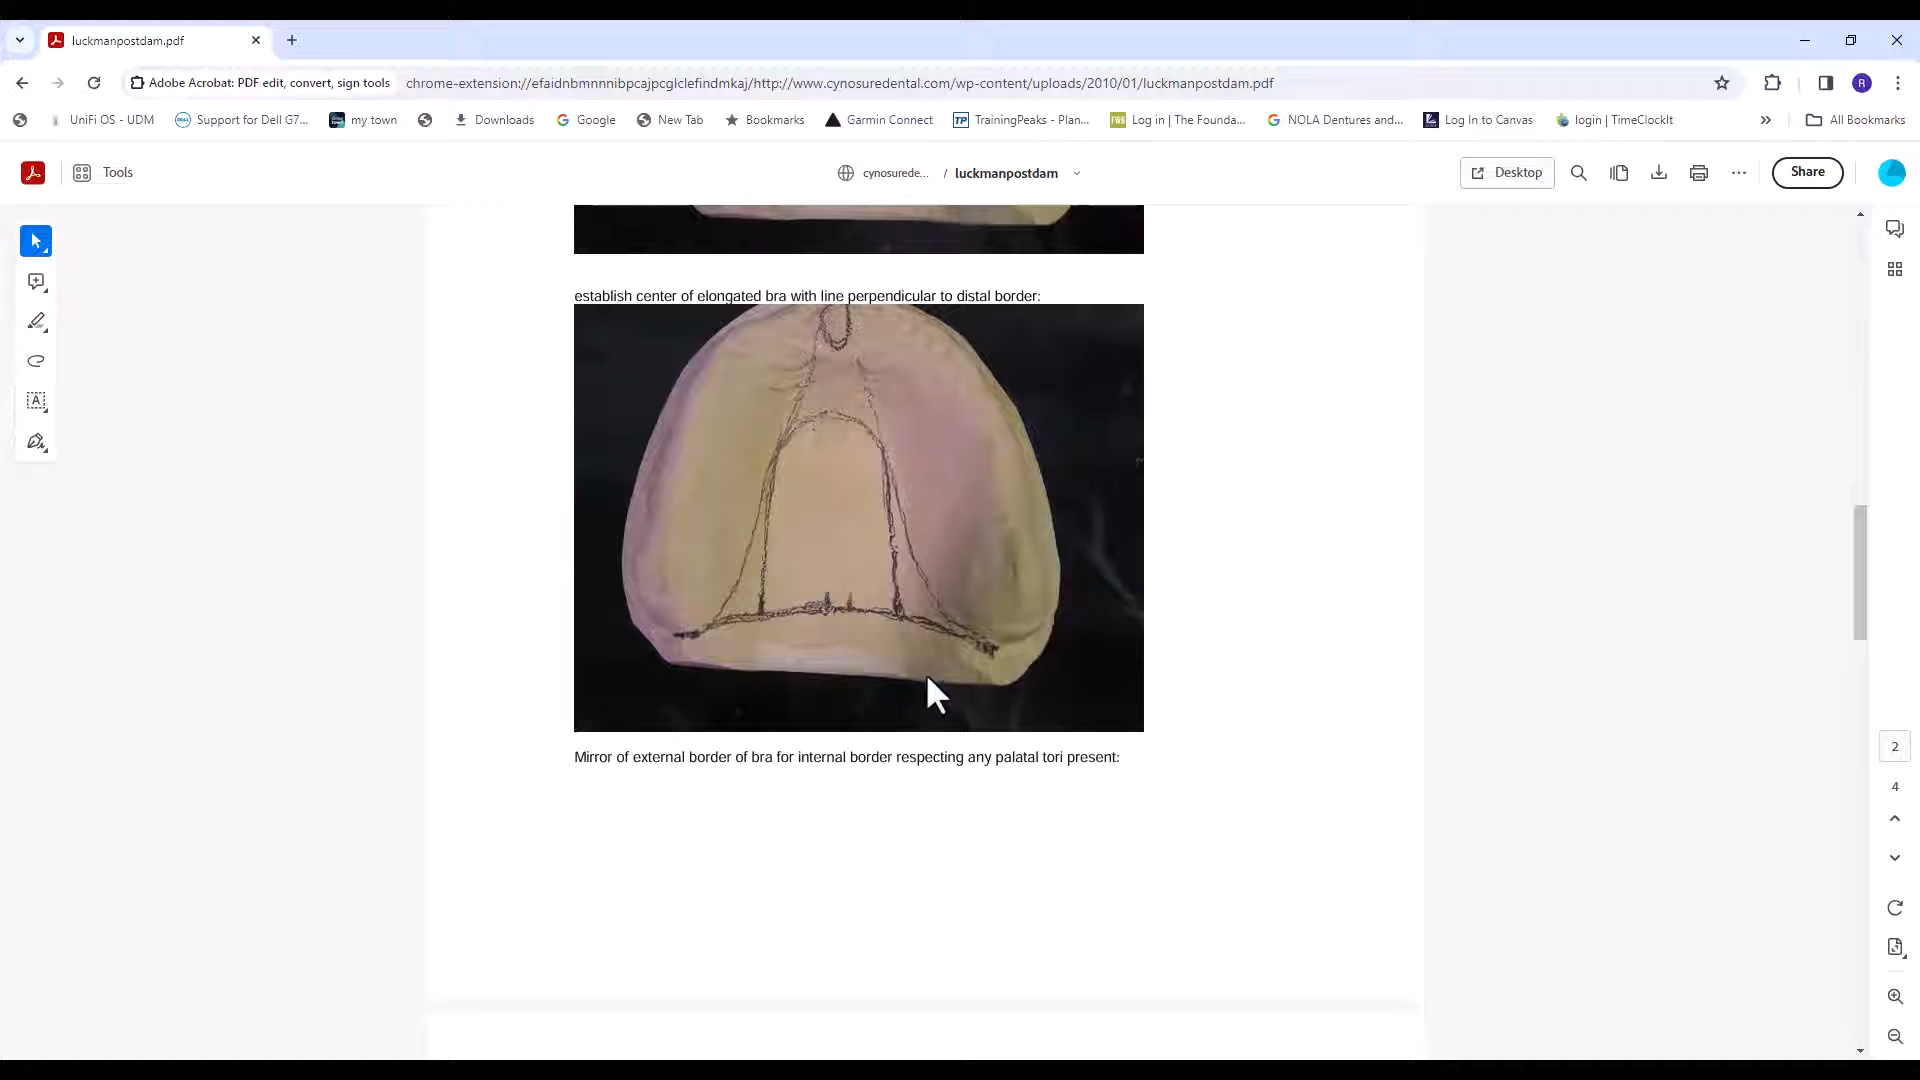 luckmanpostdam.pdf
Adobe Acrobat: PDF edit, convert, sign tools
chrome-extension://efaidnbmnnnibpcajpcglclefindmkaj/http://www.cynosuredental.com/wp-content/uploads/2010/01/luckmanpostdam.pdf
R
UniFi OS - UDM
Support for Dell G7...
my town
Downloads
Google
New Tab
Bookmarks
Garmin Connect
TP TrainingPeaks - Plan...
Log in | The Founda...
NOLA Dentures and...
Log In to Canvas
login | TimeClockIt
All Bookmarks
Tools
cynosurede... / luckmanpostdam
Desktop
Share
establish center of elongated bra with line perpendicular to distal border:
Mirror of external border of bra for internal border respecting any palatal tori present:
2
4